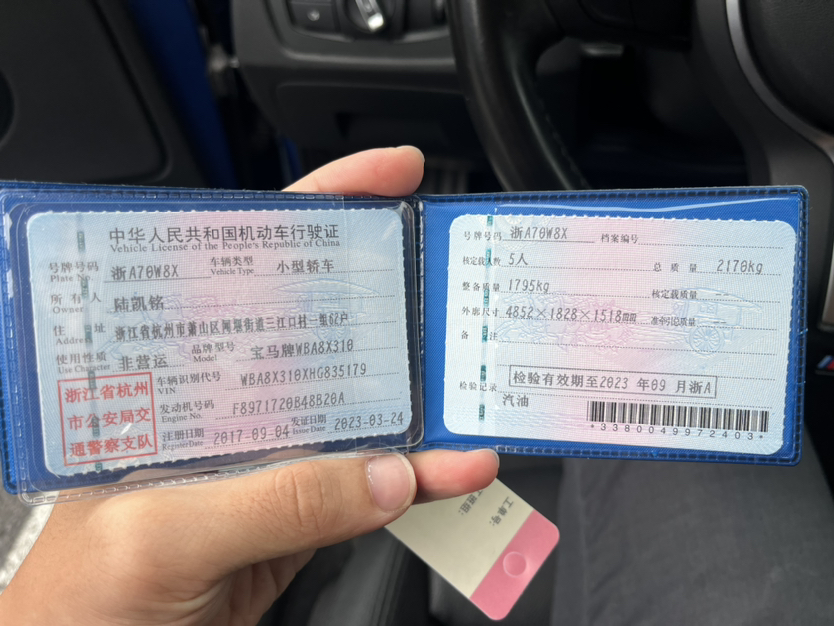 中华人民共和国机动车行驶证
Vehicle License of the People's Republic of China
号牌号码 浙A70W8X 车辆类型 小型轿车
Plate No. Vehicle Type
所有人 陆凯铭
Owner
住址 浙江省杭州市萧山区闻堰街道三江口村一组62户
Address
使用性质 非营运 品牌型号 宝马牌WBA8X310
Use Character Model
浙江省杭州
市公安局交
通警察支队
车辆识别代号 WBA8X310XHG835179
VIN
发动机号码 F8971720B48B20A
Engine No.
注册日期 2017-09-04 发证日期 2023-03-24
Register Date Issue Date
号牌号码 浙A70W8X 档案编号
核定载人数 5人 总质量 2170kg
整备质量 1795kg 核定载质量 --
外廓尺寸 4852×1828×1518mm 准牵引总质量 --
备注
检验记录 检验有效期至2023 年09 月浙A
汽油
*3380049972403*
工单号: